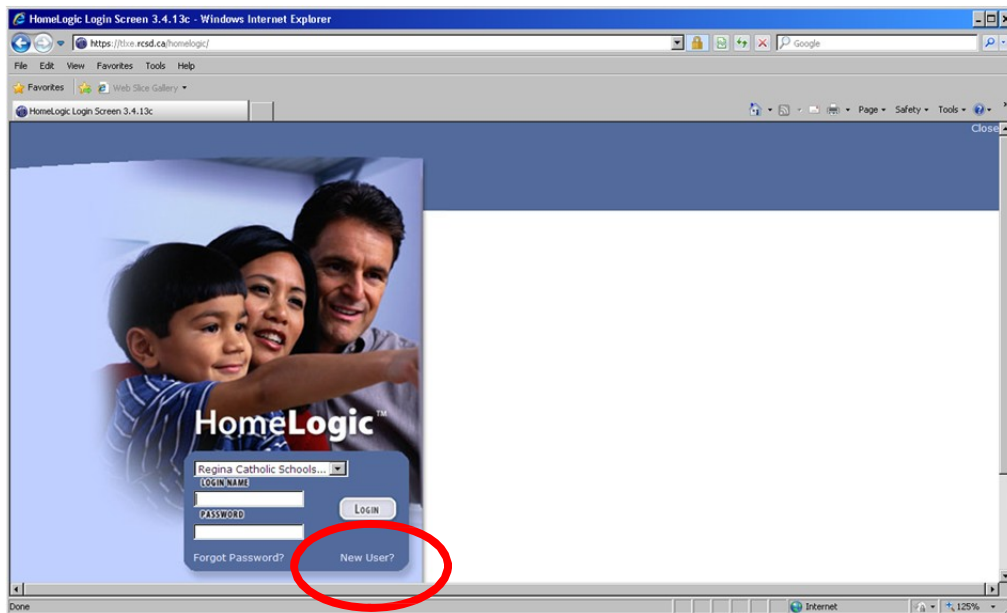 HomeLogic Login Screen 3.4.13c - Windows Internet Explorer
https://tlxe.rcsd.ca/homelogic/
Google
File Edit View Favorites Tools Help
Favorites Web Slice Gallery
HomeLogic Login Screen 3.4.13c
Page Safety Tools
Close
HomeLogic™
Regina Catholic Schools...
LOGIN NAME
PASSWORD
LOGIN
Forgot Password? New User?
Done Internet 125%